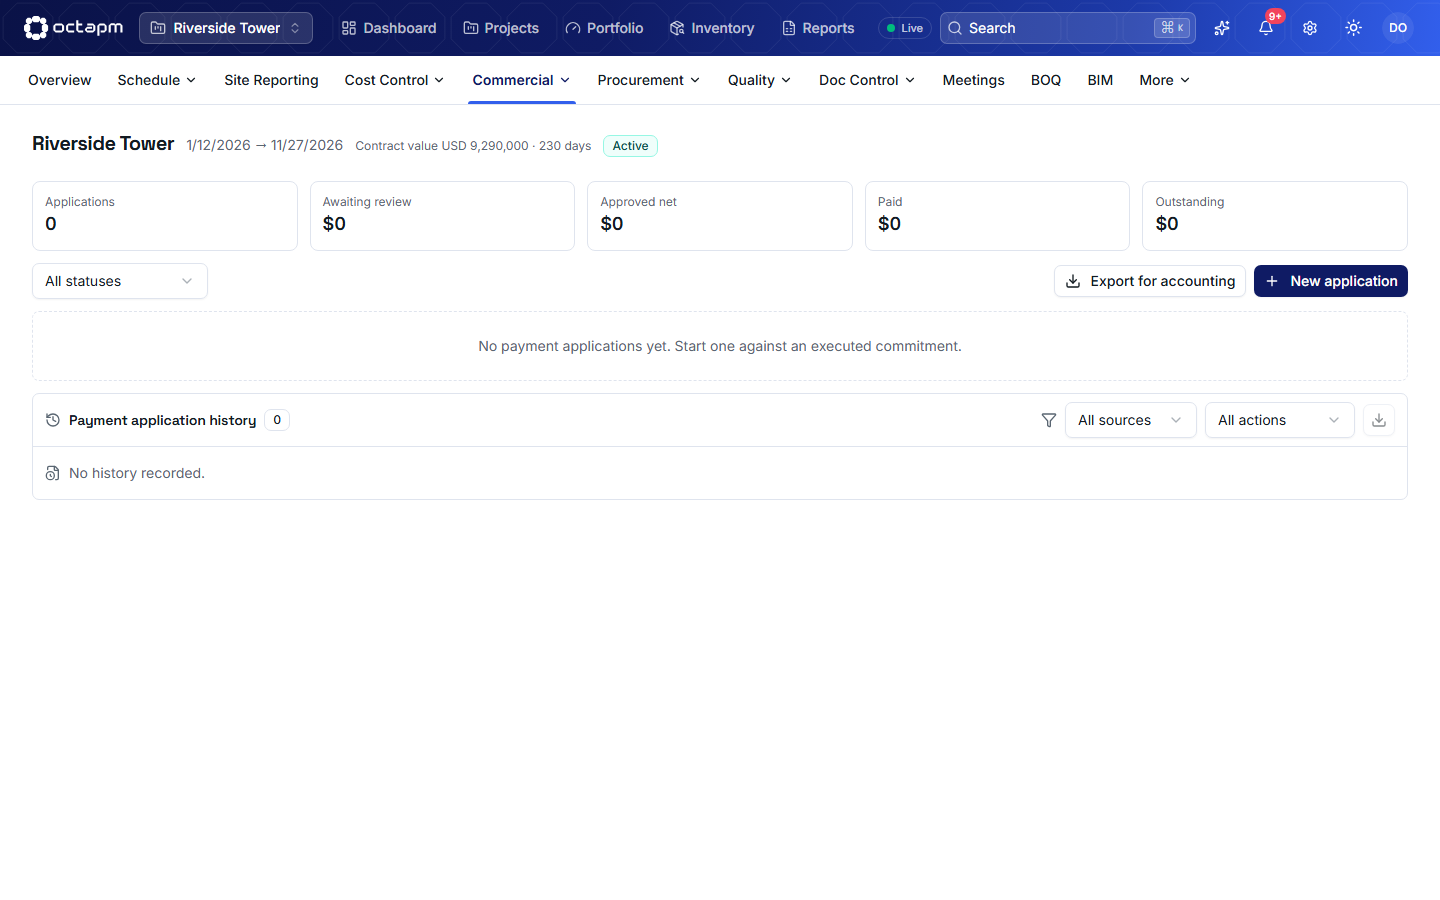 octapm
Riverside Tower
Dashboard
Projects
Portfolio
Inventory
Reports
Live
Search
⌘ K
9+
DO
Overview
Schedule
Site Reporting
Cost Control
Commercial
Procurement
Quality
Doc Control
Meetings
BOQ
BIM
More
Riverside Tower
1/12/2026 → 11/27/2026
Contract value USD 9,290,000 · 230 days
Active
Applications
0
Awaiting review
$0
Approved net
$0
Paid
$0
Outstanding
$0
All statuses
Export for accounting
New application
No payment applications yet. Start one against an executed commitment.
Payment application history
0
All sources
All actions
No history recorded.